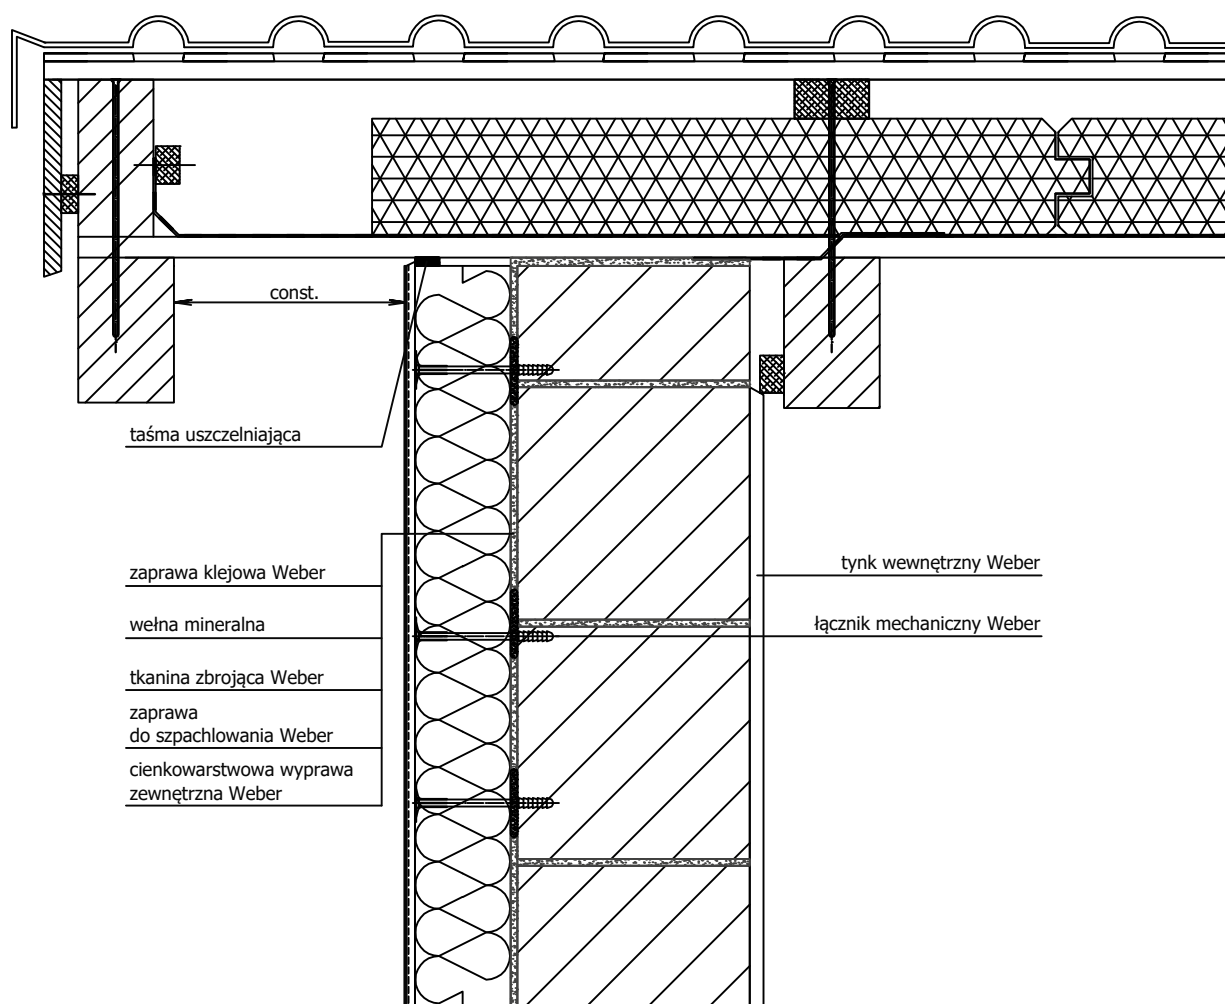 const.
taśma uszczelniająca
zaprawa klejowa Weber
wełna mineralna
tkanina zbrojąca Weber
zaprawa
do szpachlowania Weber
cienkowarstwowa wyprawa
zewnętrzna Weber
tynk wewnętrzny Weber
łącznik mechaniczny Weber